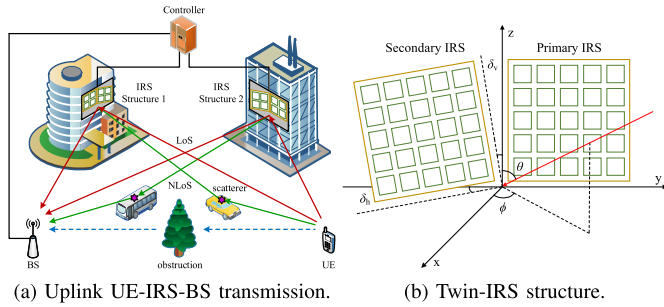 Controller
IRS
Structure 1
IRS
Structure 2
LoS
NLoS
scatterer
BS
obstruction
UE
(a) Uplink UE-IRS-BS transmission.
Secondary IRS
Primary IRS
z
δv
θ
y
δh
ϕ
x
(b) Twin-IRS structure.